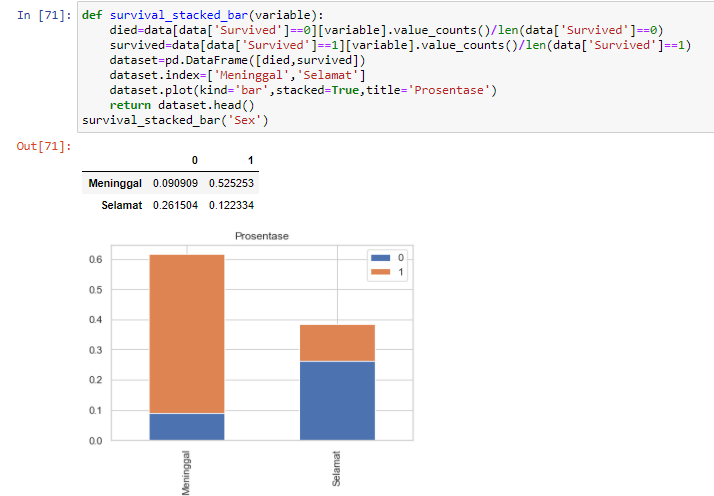 In [71]: def survival_stacked_bar(variable):
died=data[data['Survived']==0][variable].value_counts()/len(data['Survived']==0)
survived=data[data['Survived']==1][variable].value_counts()/len(data['Survived']==1)
dataset=pd.DataFrame([died,survived])
dataset.index=['Meninggal','Selamat']
dataset.plot(kind='bar',stacked=True,title='Prosentase')
return dataset.head()
survival_stacked_bar('Sex')
Out[71]:
0 1
Meninggal 0.090909 0.525253
Selamat 0.261504 0.122334
Prosentase
0
1
0.6
0.5
0.4
0.3
0.2
0.1
0.0
Meninggal
Selamat